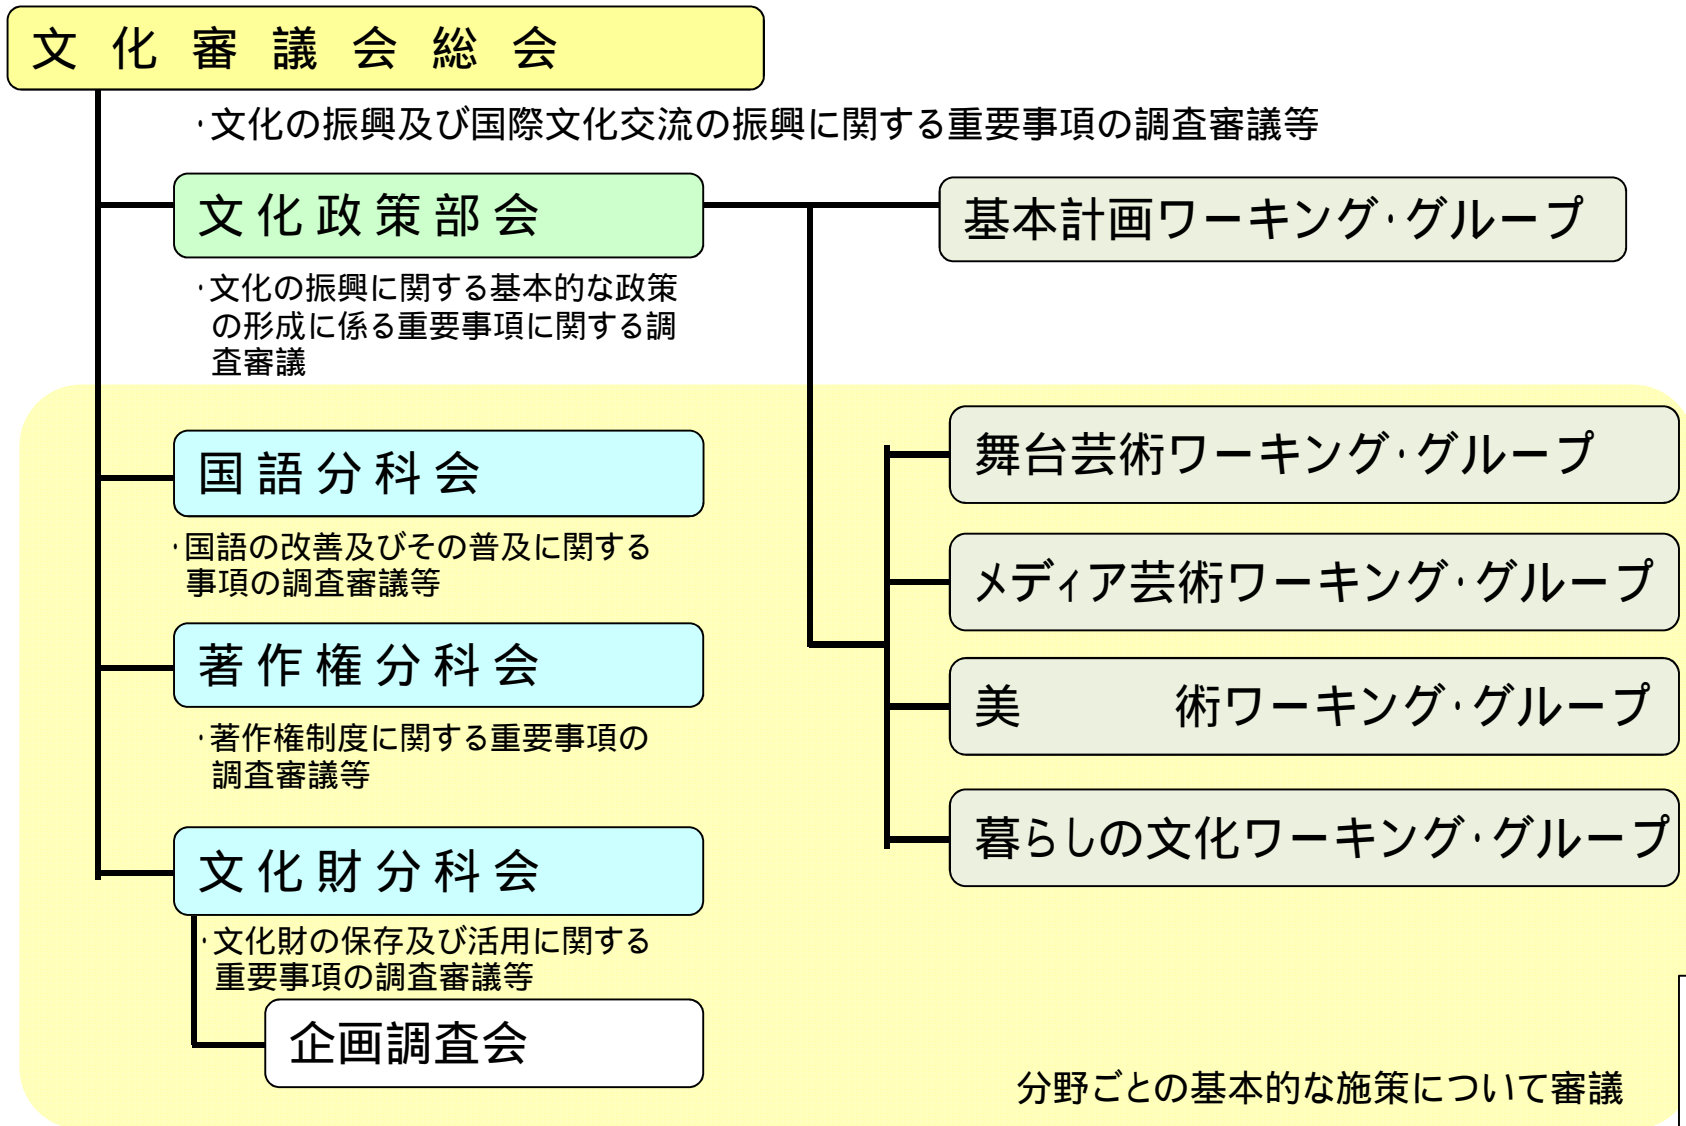 文化審議会総会
・文化の振興及び国際文化交流の振興に関する重要事項の調査審議等
文化政策部会
基本計画ワーキング・グループ
・文化の振興に関する基本的な政策
の形成に係る重要事項に関する調
査審議
国語分科会
・国語の改善及びその普及に関する
事項の調査審議等
著作権分科会
・著作権制度に関する重要事項の
調査審議等
文化財分科会
・文化財の保存及び活用に関する
重要事項の調査審議等
企画調査会
舞台芸術ワーキング・グループ
メディア芸術ワーキング・グループ
美　　　術ワーキング・グループ
暮らしの文化ワーキング・グループ
分野ごとの基本的な施策について審議